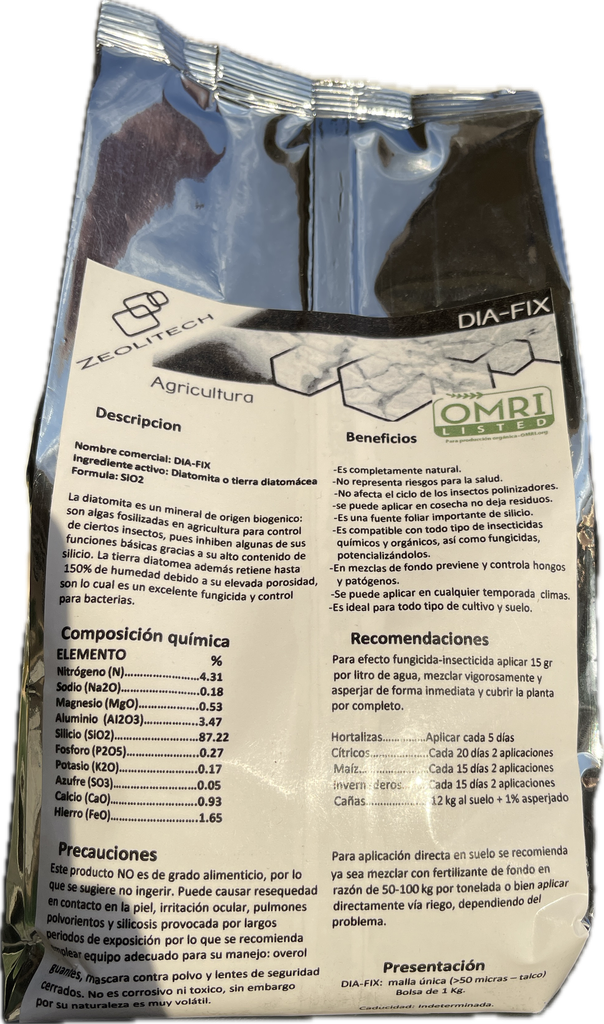 ZEOLITECH
DIA-FIX
Agricultura
OMRI
LISTED
Para producción orgánica-OMRI.org
Descripcion
Nombre comercial: DIA-FIX
Ingrediente activo: Diatomita o tierra diatomácea
Formula: SIO2
La diatomita es un mineral de origen biogenico:
son algas fosilizadas en agricultura para control
de ciertos insectos, pues inhiben algunas de sus
funciones básicas gracias a su alto contenido de
silicio. La tierra diatomea además retiene hasta
150% de humedad debido a su elevada porosidad,
son lo cual es un excelente fungicida y control
para bacterias.
Composición química
ELEMENTO %
Nitrógeno (N)........................4.31
Sodio (Na2O)........................0.18
Magnesio (MgO)...................0.53
Aluminio (Al2O3)..................3.47
Silicio (SiO2)........................87.22
Fosforo (P2O5).....................0.27
Potasio (K2O)........................0.17
Azufre (SO3).........................0.05
Calcio (CaO)..........................0.93
Hierro (FeO)..........................1.65
Precauciones
Este producto NO es de grado alimenticio, por lo
que se sugiere no ingerir. Puede causar resequedad
en contacto en la piel, irritación ocular, pulmones
polvorientos y silicosis provocada por largos
periodos de exposición por lo que se recomienda
equipo adecuado para su manejo: overol
guantes, mascara contra polvo y lentes de seguridad
cerrados. No es corrosivo ni toxico, sin embargo
por su naturaleza es muy volátil.
Beneficios
-Es completamente natural.
-No representa riesgos para la salud.
-No afecta el ciclo de los insectos polinizadores.
-se puede aplicar en cosecha no deja residuos.
-Es una fuente foliar importante de silicio.
-Es compatible con todo tipo de insecticidas
químicos y orgánicos, así como fungicidas,
potencializándolos.
-En mezclas de fondo previene y controla hongos
y patógenos.
-Se puede aplicar en cualquier temporada climas.
-Es ideal para todo tipo de cultivo y suelo.
Recomendaciones
Para efecto fungicida-insecticida aplicar 15 gr
por litro de agua, mezclar vigorosamente y
asperjar de forma inmediata y cubrir la planta
por completo.
Hortalizas.............Aplicar cada 5 días
Cítricos.................Cada 20 días 2 aplicaciones
Maíz.....................Cada 15 días 2 aplicaciones
Cada 15 días 2 aplicaciones
Cañas...................12 kg al suelo + 1% asperjado
Para aplicación directa en suelo se recomienda
ya sea mezclar con fertilizante de fondo en
razón de 50-100 kg por tonelada o bien aplicar
directamente vía riego, dependiendo del
problema.
Presentación
DIA-FIX: malla única (>50 micras – talco)
Bolsa de 1 Kg.
Caducidad: Indeterminada.